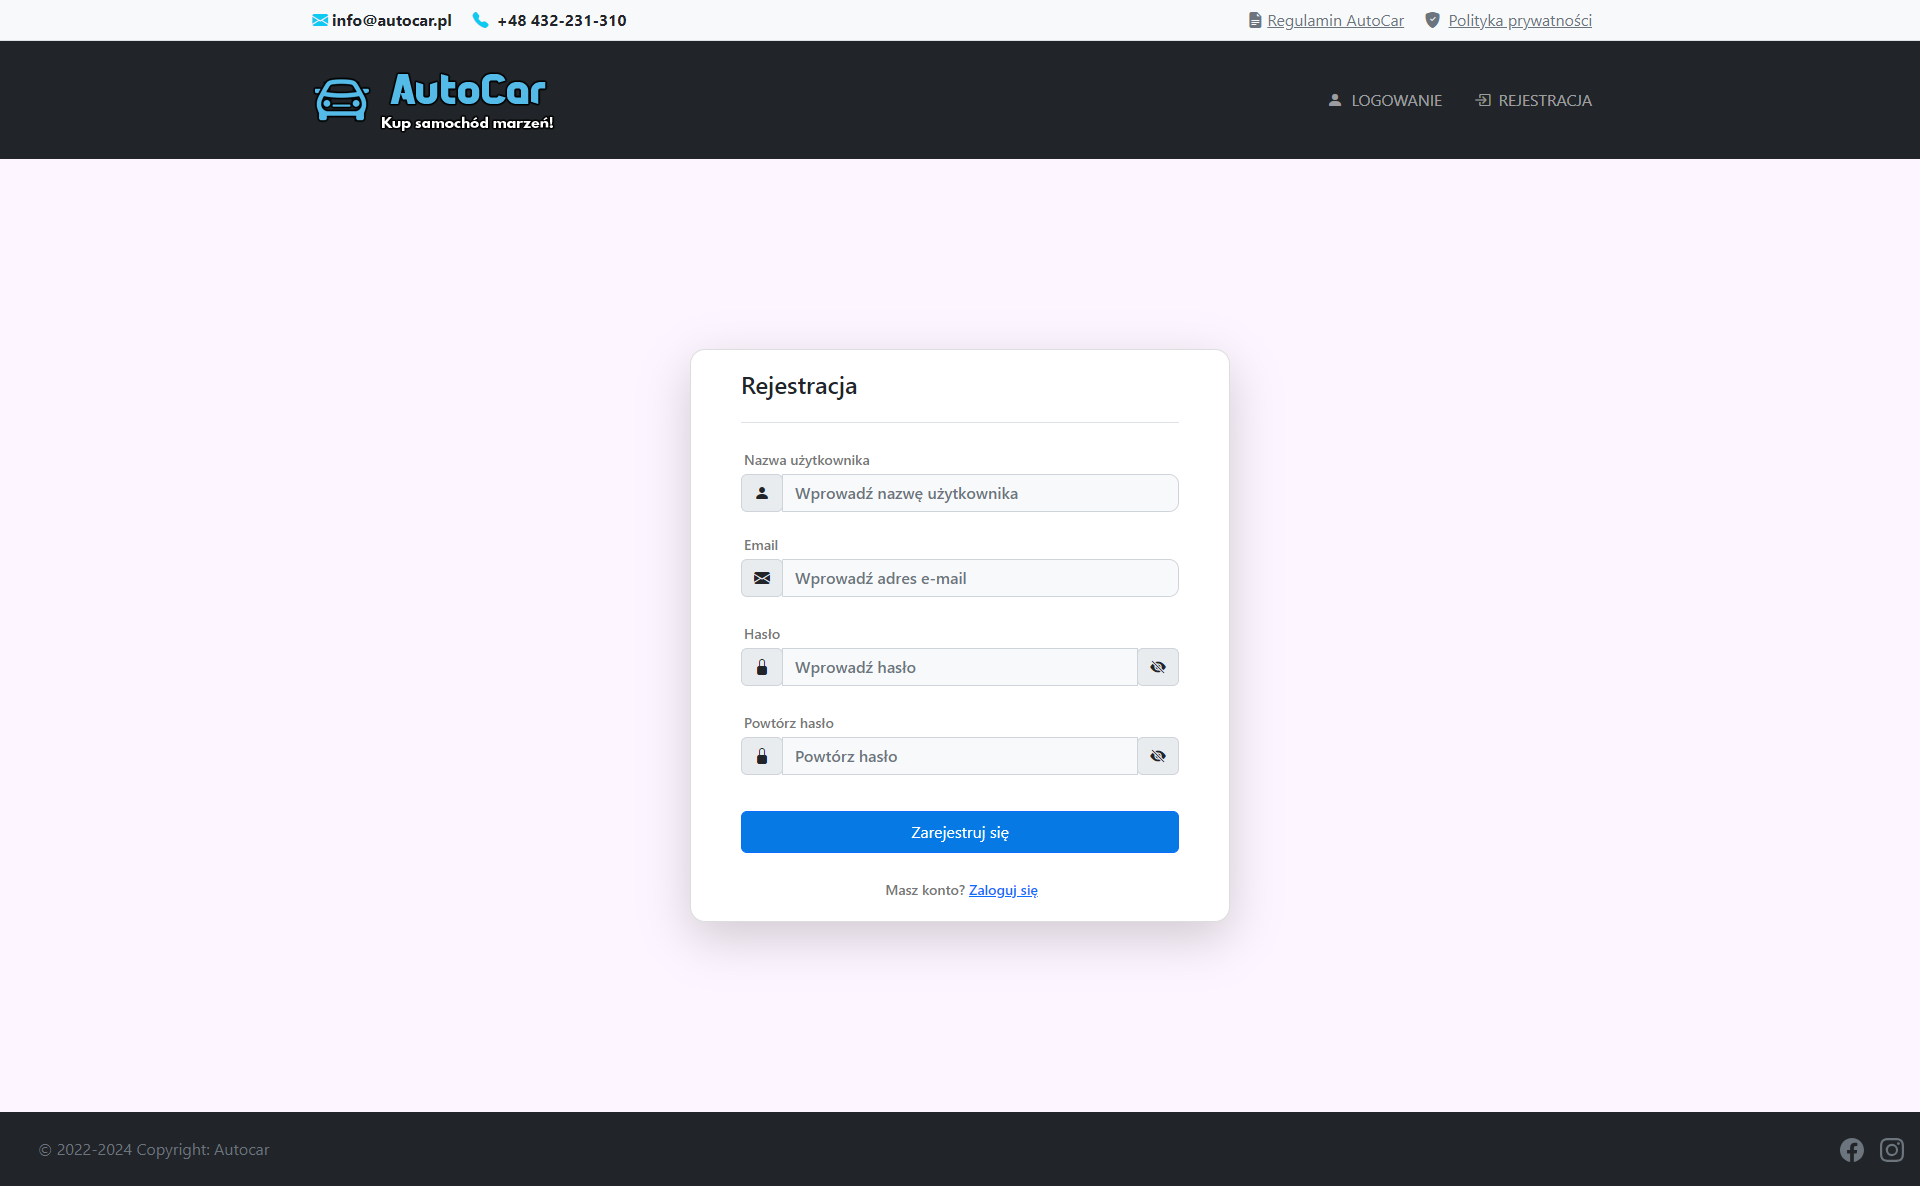 info@autocar.pl +48 432-231-310 Regulamin AutoCar Polityka prywatności
AutoCar
Kup samochód marzeń!
LOGOWANIE REJESTRACJA
Rejestracja
Nazwa użytkownika
Wprowadź nazwę użytkownika
Email
Wprowadź adres e-mail
Hasło
Wprowadź hasło
Powtórz hasło
Powtórz hasło
Zarejestruj się
Masz konto? Zaloguj się
© 2022-2024 Copyright: Autocar